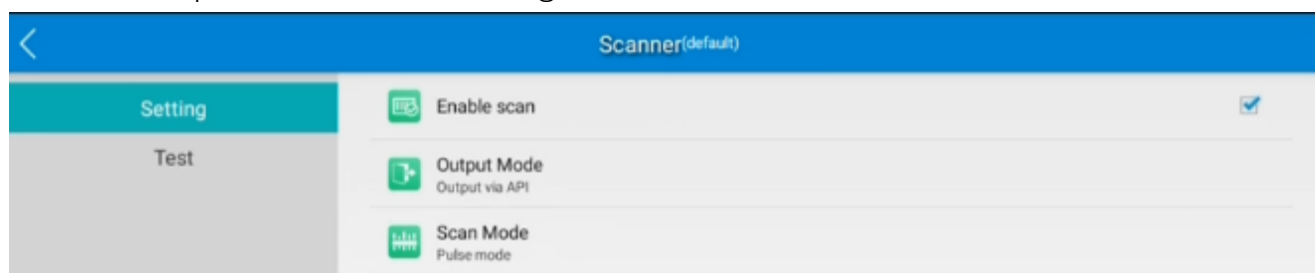 Scanner(default)
Setting
Test
Enable scan
Output Mode
Output via API
Scan Mode
Pulse mode